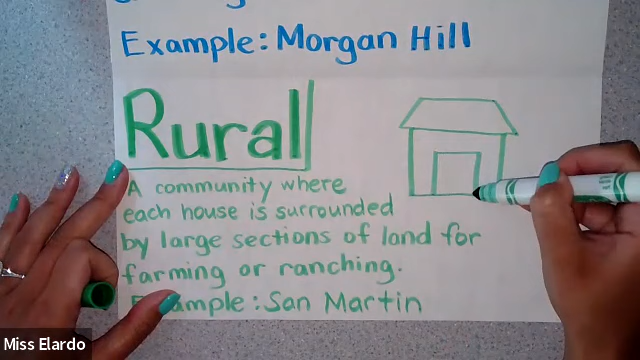 Example: Morgan Hill
Rural
A community where
each house is surrounded
by large sections of land for
farming or ranching.
Example: San Martin
Miss Elardo